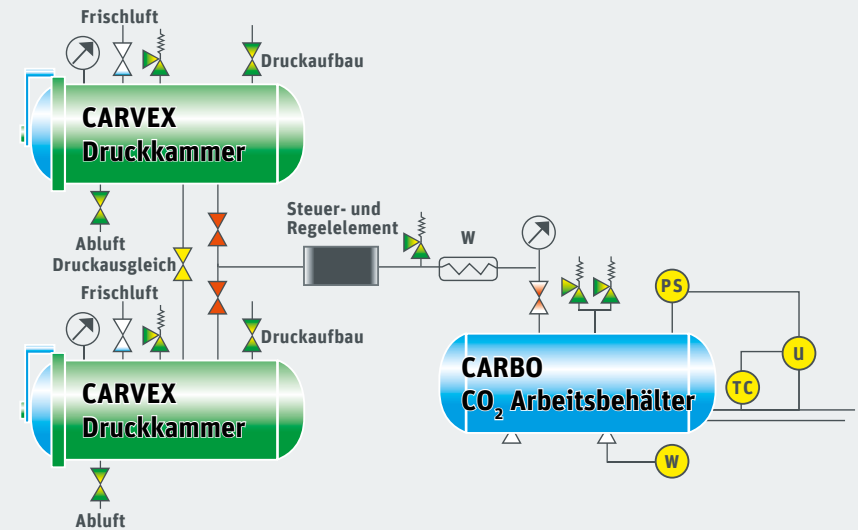 Frischluft
Druckaufbau
CARVEX
Druckkammer
Abluft
Druckausgleich
Steuer- und
Regelelement
W
Frischluft
Druckaufbau
CARVEX
Druckkammer
Abluft
PS
U
TC
CARBO
CO₂ Arbeitsbehälter
W